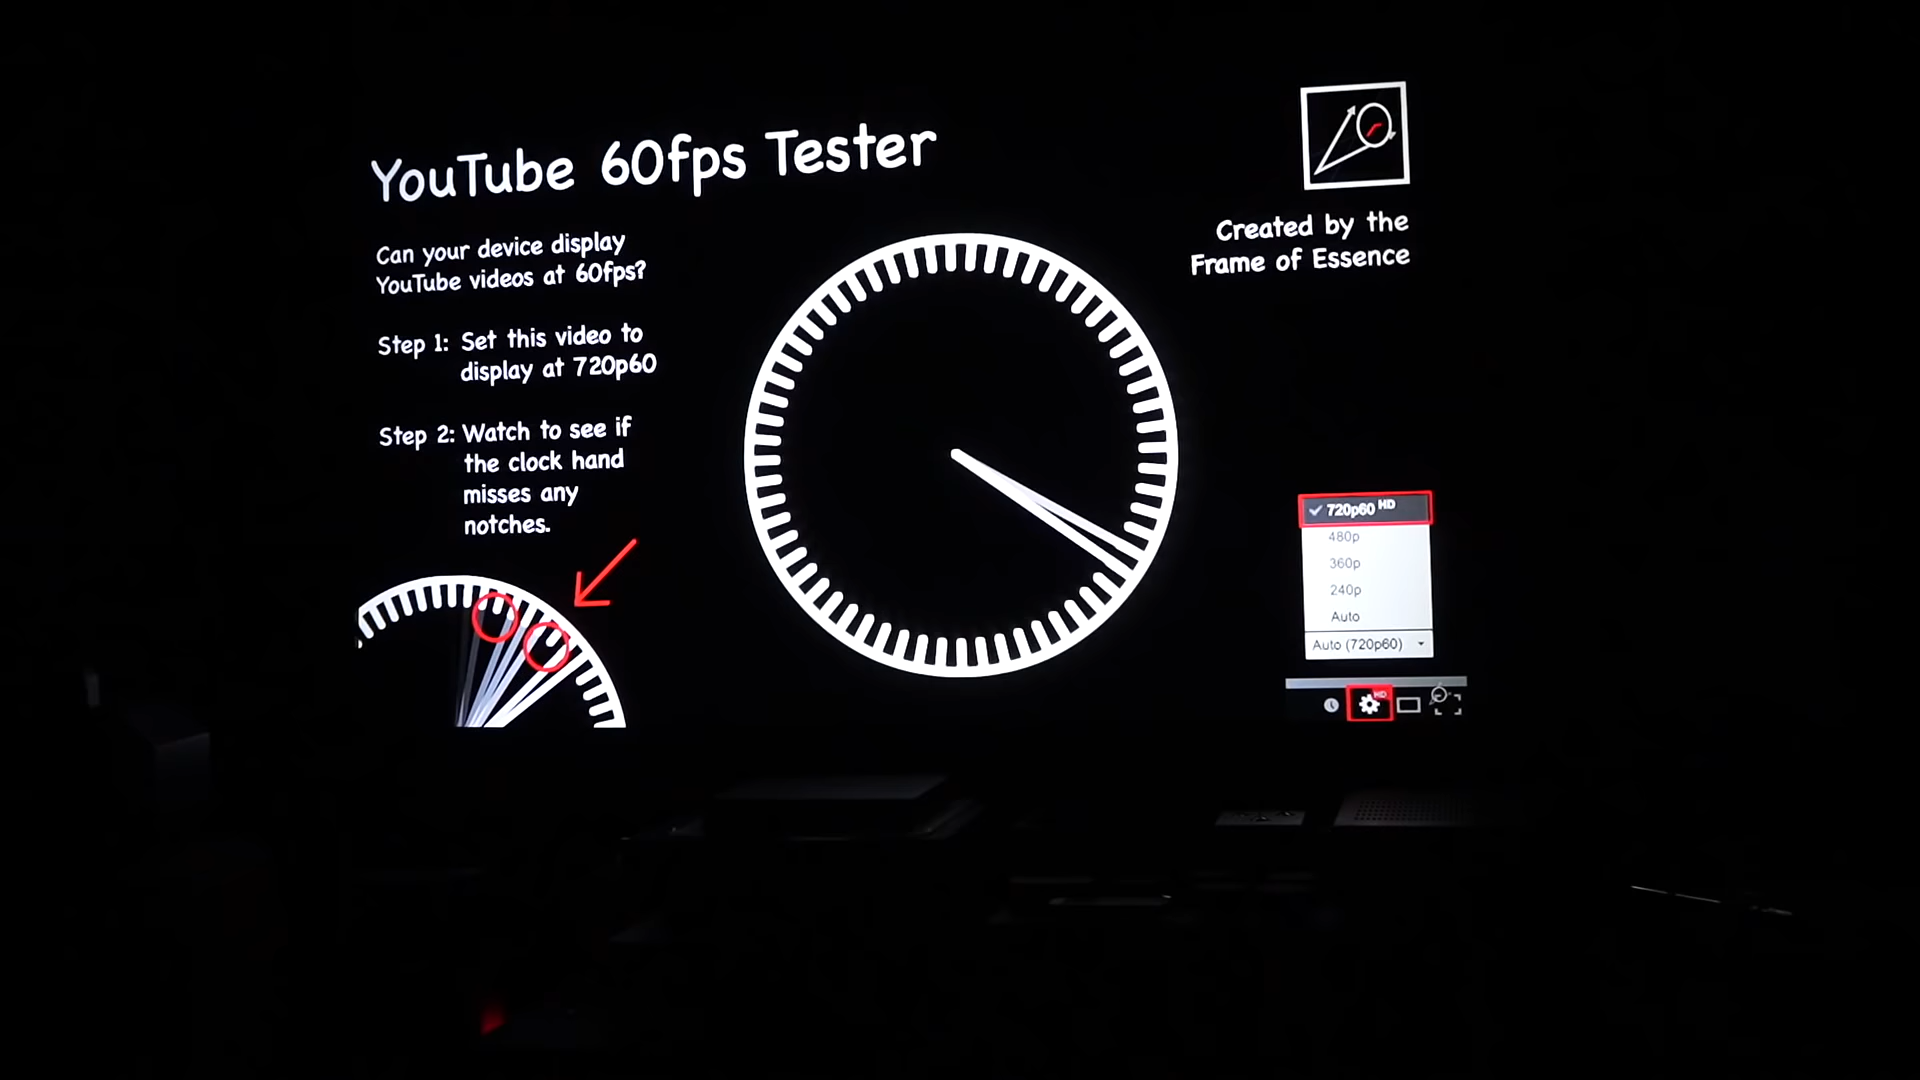 YouTube 60fps Tester
Can your device display
YouTube videos at 60fps?
Step 1: Set this video to
display at 720p60
Step 2: Watch to see if
the clock hand
misses any
notches.
Created by the
Frame of Essence
720p60 HD
480p
360p
240p
Auto
Auto (720p60)
HD